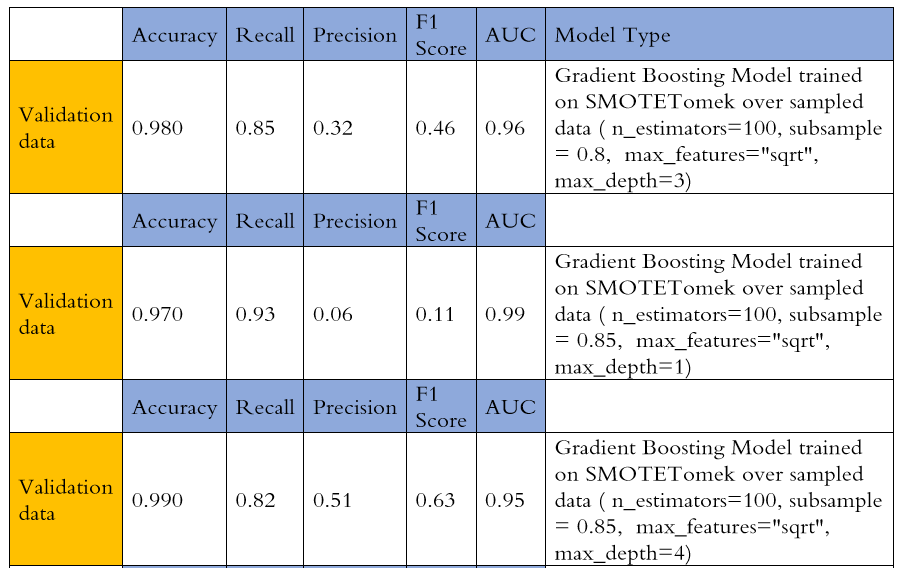 Accuracy Recall Precision F1 Score AUC Model Type
Validation data 0.980 0.85 0.32 0.46 0.96 Gradient Boosting Model trained
on SMOTETomek over sampled
data ( n_estimators=100, subsample
= 0.8, max_features="sqrt",
max_depth=3)
Accuracy Recall Precision F1 Score AUC
Validation data 0.970 0.93 0.06 0.11 0.99 Gradient Boosting Model trained
on SMOTETomek over sampled
data ( n_estimators=100, subsample
= 0.85, max_features="sqrt",
max_depth=1)
Accuracy Recall Precision F1 Score AUC
Validation data 0.990 0.82 0.51 0.63 0.95 Gradient Boosting Model trained
on SMOTETomek over sampled
data ( n_estimators=100, subsample
= 0.85, max_features="sqrt",
max_depth=4)